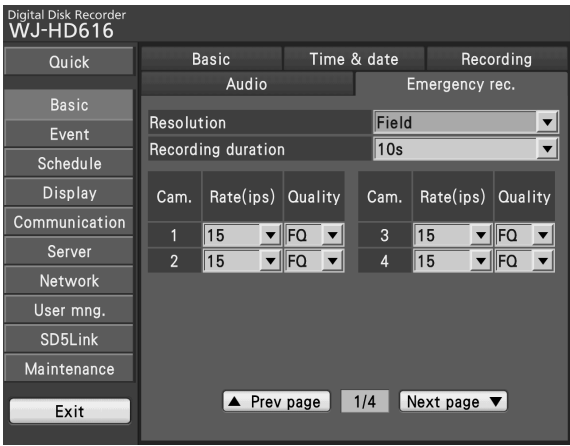 Digital Disk Recorder
WJ-HD616
Quick
Basic
Event
Schedule
Display
Communication
Server
Network
User mng.
SD5Link
Maintenance
Exit
Basic Time & date Recording
Audio Emergency rec.
Resolution Field
Recording duration 10s
Cam. Rate(ips) Quality Cam. Rate(ips) Quality
1 15 FQ 3 15 FQ
2 15 FQ 4 15 FQ
▲ Prev page 1/4 Next page ▼